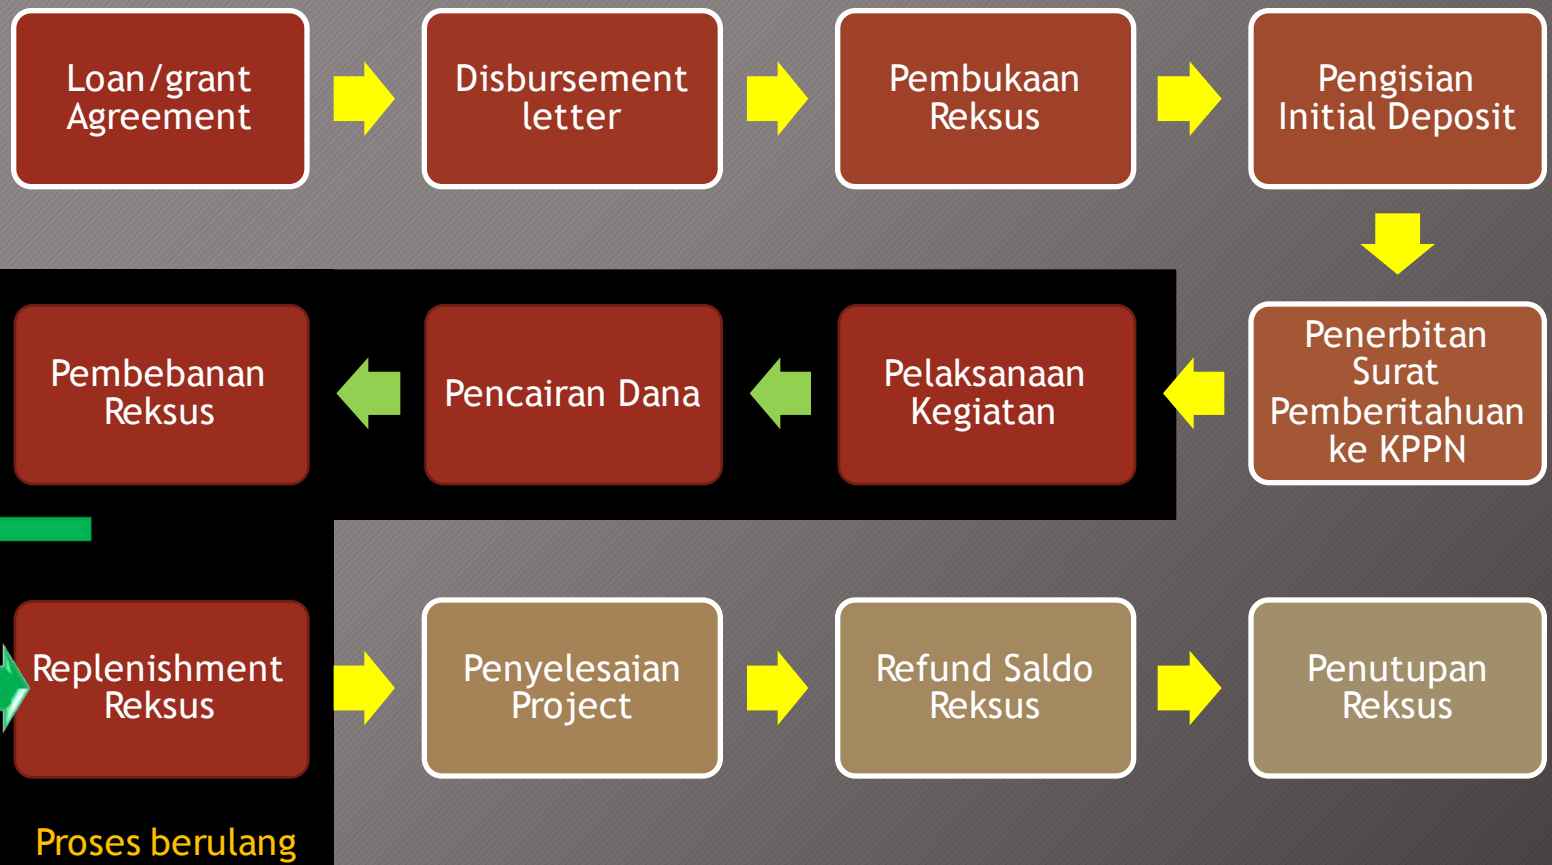 Loan/grant
Agreement
Disbursement
letter
Pembukaan
Reksus
Pengisian
Initial Deposit
Penerbitan
Surat
Pemberitahuan
ke KPPN
Pelaksanaan
Kegiatan
Pencairan Dana
Pembebanan
Reksus
Replenishment
Reksus
Penyelesaian
Project
Refund Saldo
Reksus
Penutupan
Reksus
Proses berulang